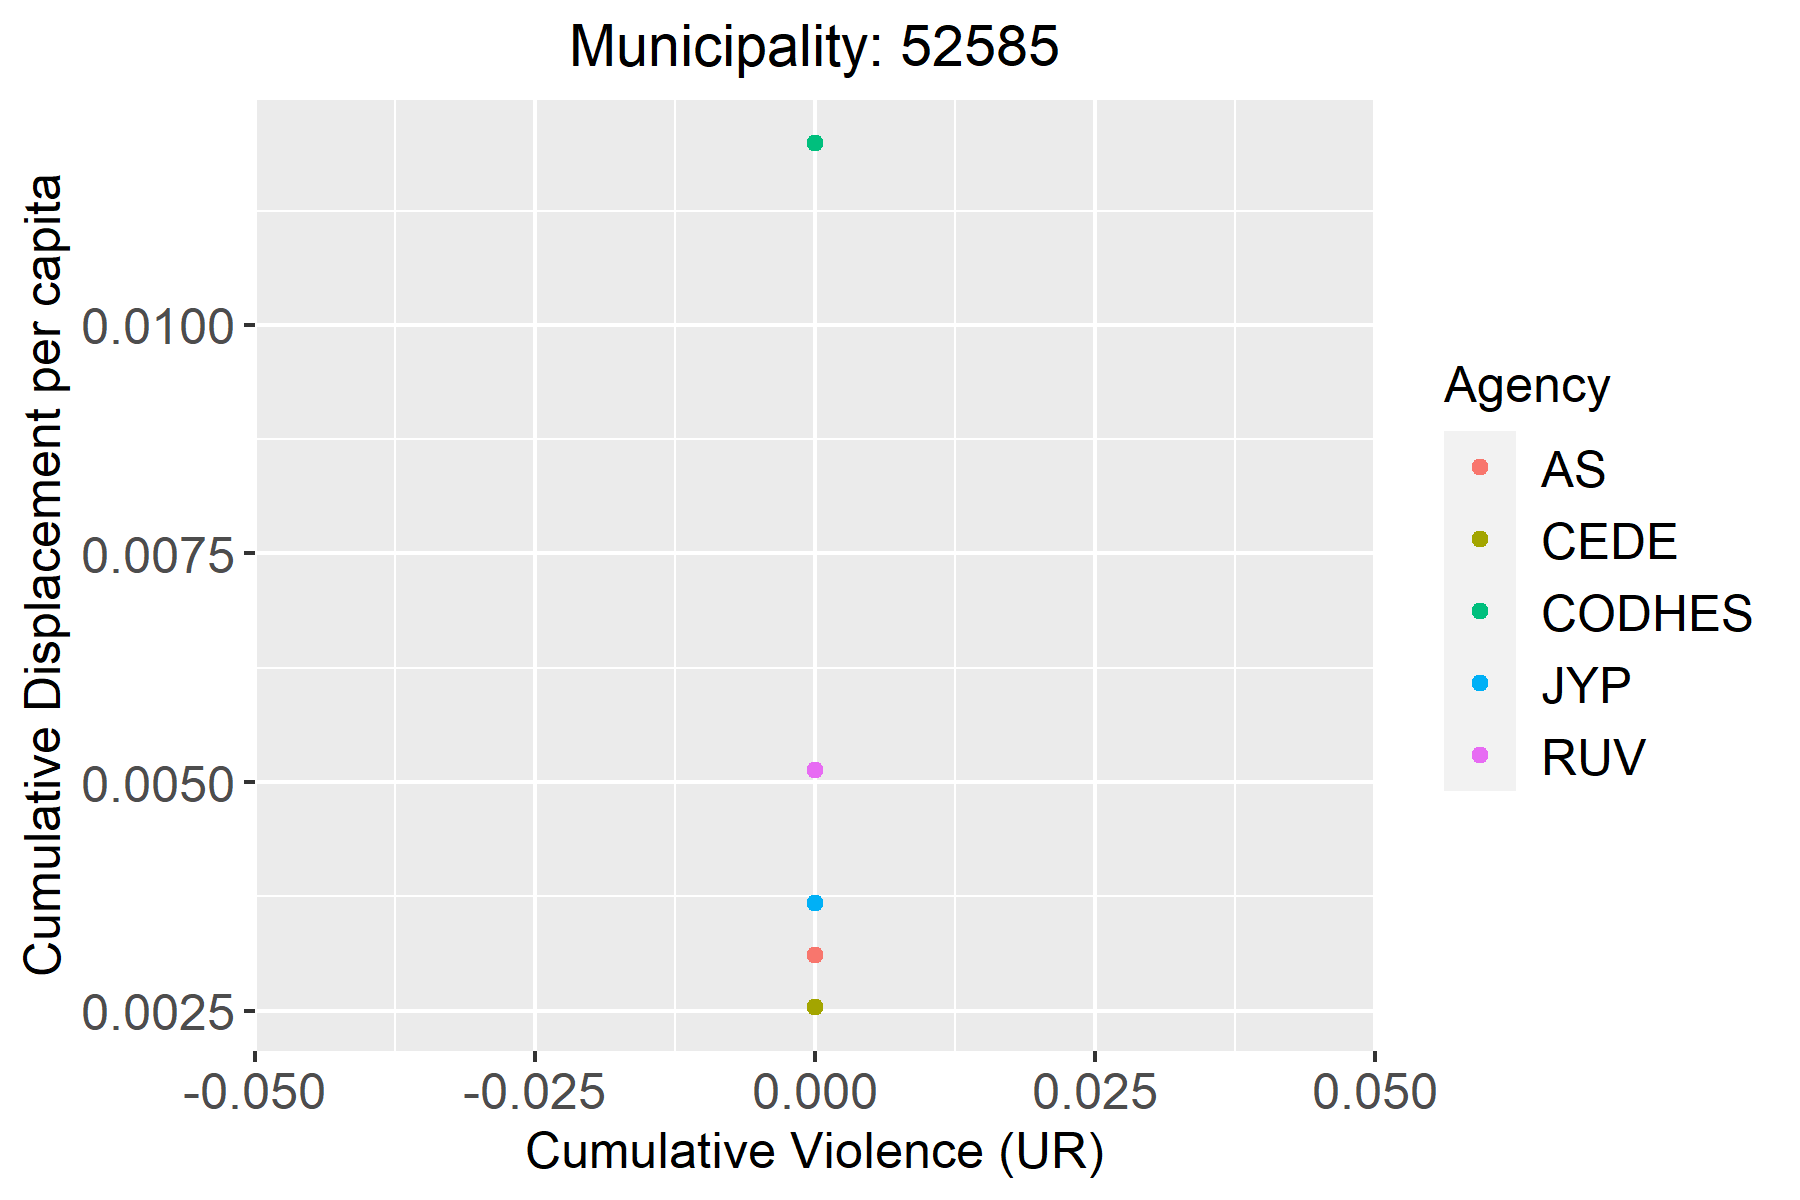 Municipality: 52585
Cumulative Displacement per capita
0.0100
0.0075
0.0050
0.0025
-0.050
-0.025
0.000
0.025
0.050
Cumulative Violence (UR)
Agency
AS
CEDE
CODHES
JYP
RUV